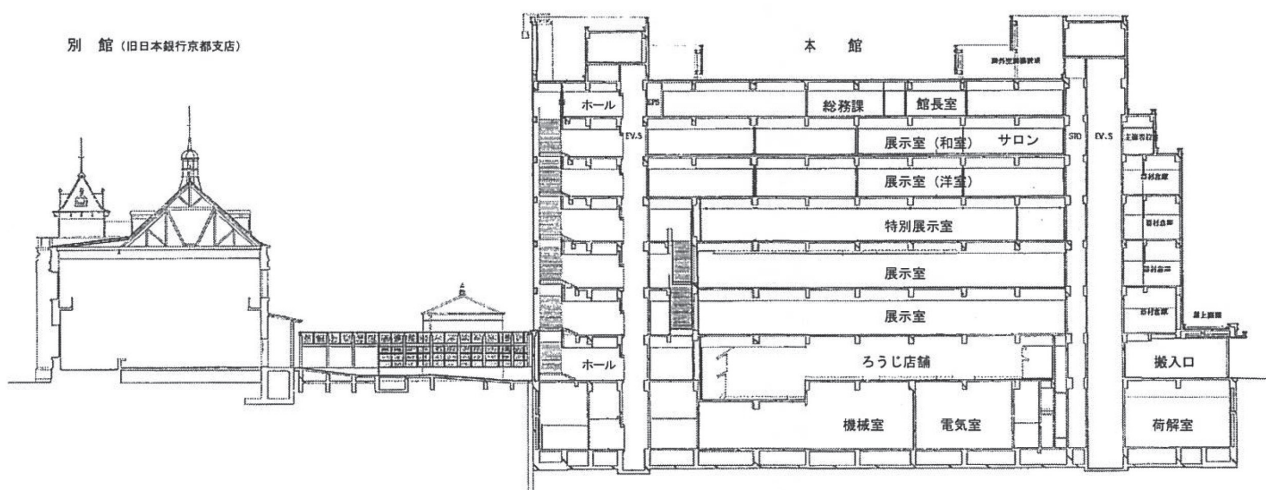 別館(旧日本銀行京都支店)
本館
ホール
EPS
総務課
館長室
EV.S
展示室(和室)
サロン
EV.S
展示室(洋室)
特別展示室
展示室
展示室
ホール
ろうじ店舗
搬入口
機械室
電気室
荷解室